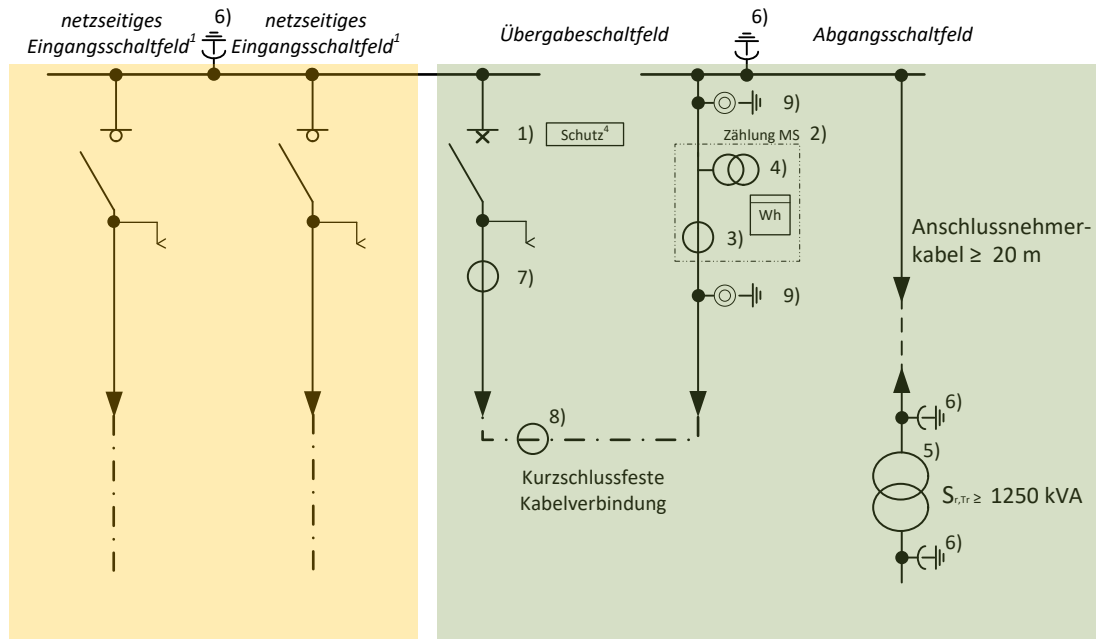 netzseitiges
Eingangsschaltfeld¹
6)
netzseitiges
Eingangsschaltfeld¹
Übergabeschaltfeld
6)
Abgangsschaltfeld
1)
Schutz⁴
9)
Zählung MS 2)
4)
Wh
3)
7)
9)
Anschlussnehmer-
kabel ≥ 20 m
8)
Kurzschlussfeste
Kabelverbindung
6)
5)
Sr,Tr ≥ 1250 kVA
6)